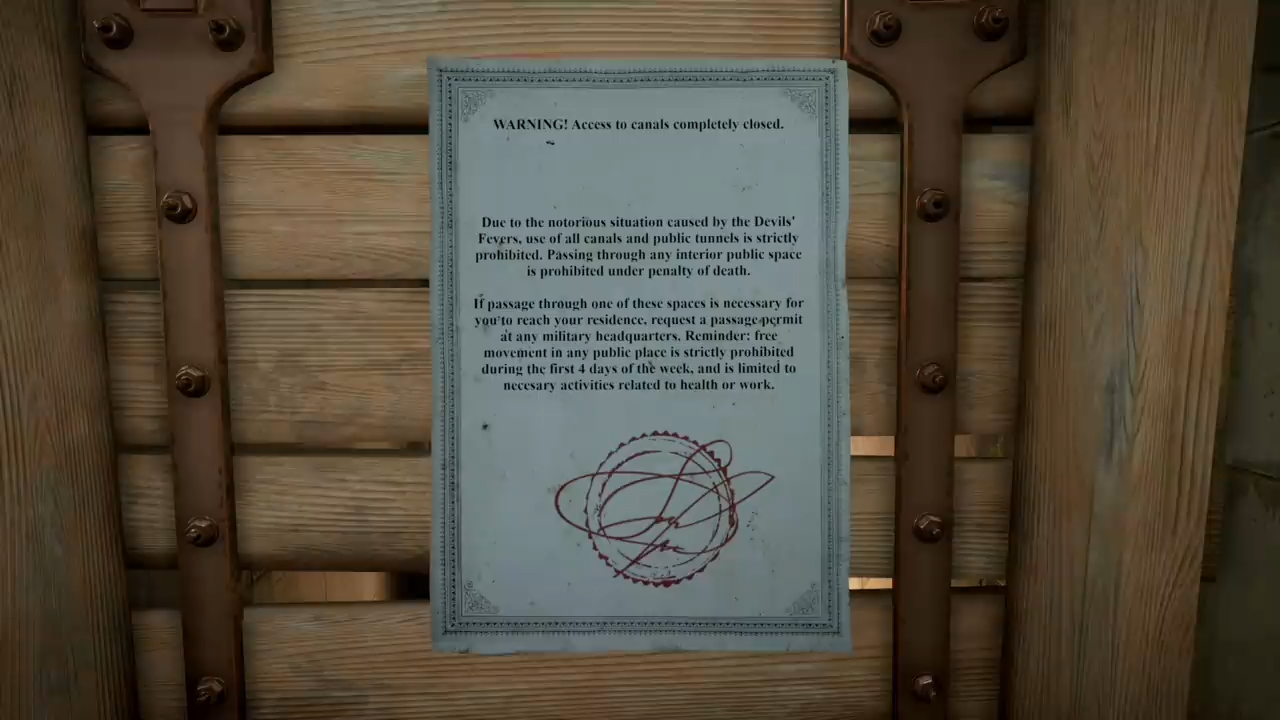 WARNING! Access to canals completely closed.
Due to the notorious situation caused by the Devils'
Fevers, use of all canals and public tunnels is strictly
prohibited. Passing through any interior public space
is prohibited under penalty of death.
If passage through one of these spaces is necessary for
you to reach your residence, request a passage permit
at any military headquarters. Reminder: free
movement in any public place is strictly prohibited
during the first 4 days of the week, and is limited to
necesary activities related to health or work.